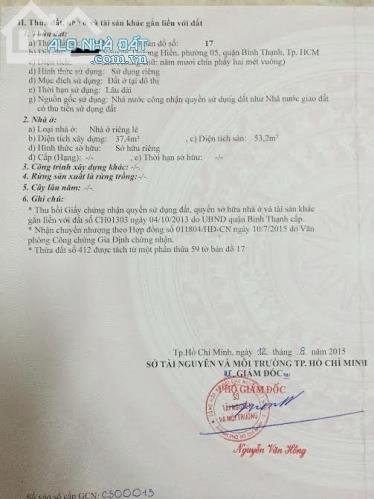 ALO NHÀ ĐẤT
II. Thửa đất, nhà ở và tài sản khác gắn liền với đất
1. Thửa đất:
a) bản đồ số: 17
b) Hiển, phường 05, quận Bình Thạnh, Tp. HCM
c) Diện tích: năm mươi chín phẩy hai mét vuông)
d) Hình thức sử dụng: Sử dụng riêng
đ) Mục đích sử dụng: Đất ở tại đô thị
e) Thời hạn sử dụng: Lâu dài
g) Nguồn gốc sử dụng: Nhà nước công nhận quyền sử dụng đất như Nhà nước giao đất
có thu tiền sử dụng đất
2. Nhà ở:
a) Loại nhà ở: Nhà ở riêng lẻ
b) Diện tích xây dựng: 37,4m² , c) Diện tích sàn: 53,2m²
d) Hình thức sở hữu: Sở hữu riêng
đ) Cấp (Hạng): -/- , e) Thời hạn sở hữu: -/-
3. Công trình xây dựng khác: -/-
4. Rừng sản xuất là rừng trồng: -/-
5. Cây lâu năm: -/-
6. Ghi chú:
* Thu hồi Giấy chứng nhận quyền sử dụng đất, quyền sở hữu nhà ở và tài sản khác
gắn liền với đất số CH01303 ngày 04/10/2013 do UBND quận Bình Thạnh cấp.
* Nhận chuyển nhượng theo Hợp đồng số 011804/HĐ-CN ngày 10/7/2015 do Văn
phòng Công chứng Gia Định chứng nhận.
* Thửa đất số 412 được tách từ một phần thửa 59 tờ bản đồ 17
Tp.Hồ Chí Minh, ngày 12 tháng 8 năm 2015
SỞ TÀI NGUYÊN VÀ MÔI TRƯỜNG TP. HỒ CHÍ MINH
KT. GIÁM ĐỐC
PHÓ GIÁM ĐỐC
SỞ
TÀI NGUYÊN
VÀ MÔI TRƯỜNG
Nguyễn Văn Hồng
Số vào sổ cấp GCN: CS00013